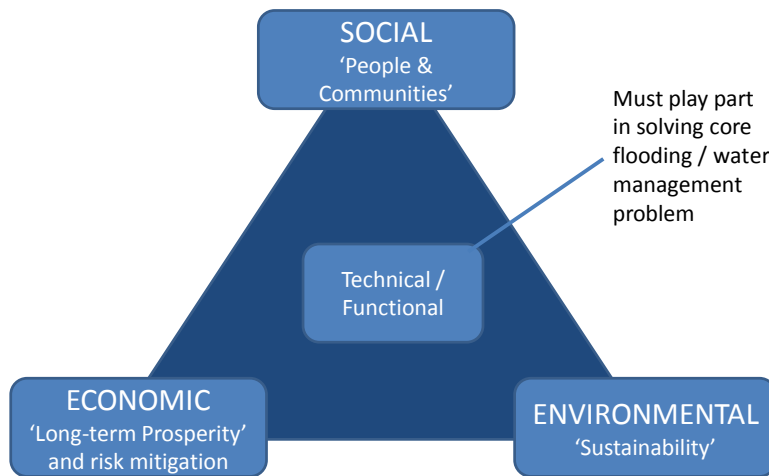 SOCIAL
‘People &
Communities’
Must play part
in solving core
flooding / water
management
problem
Technical /
Functional
ECONOMIC
‘Long-term Prosperity’
and risk mitigation
ENVIRONMENTAL
‘Sustainability’